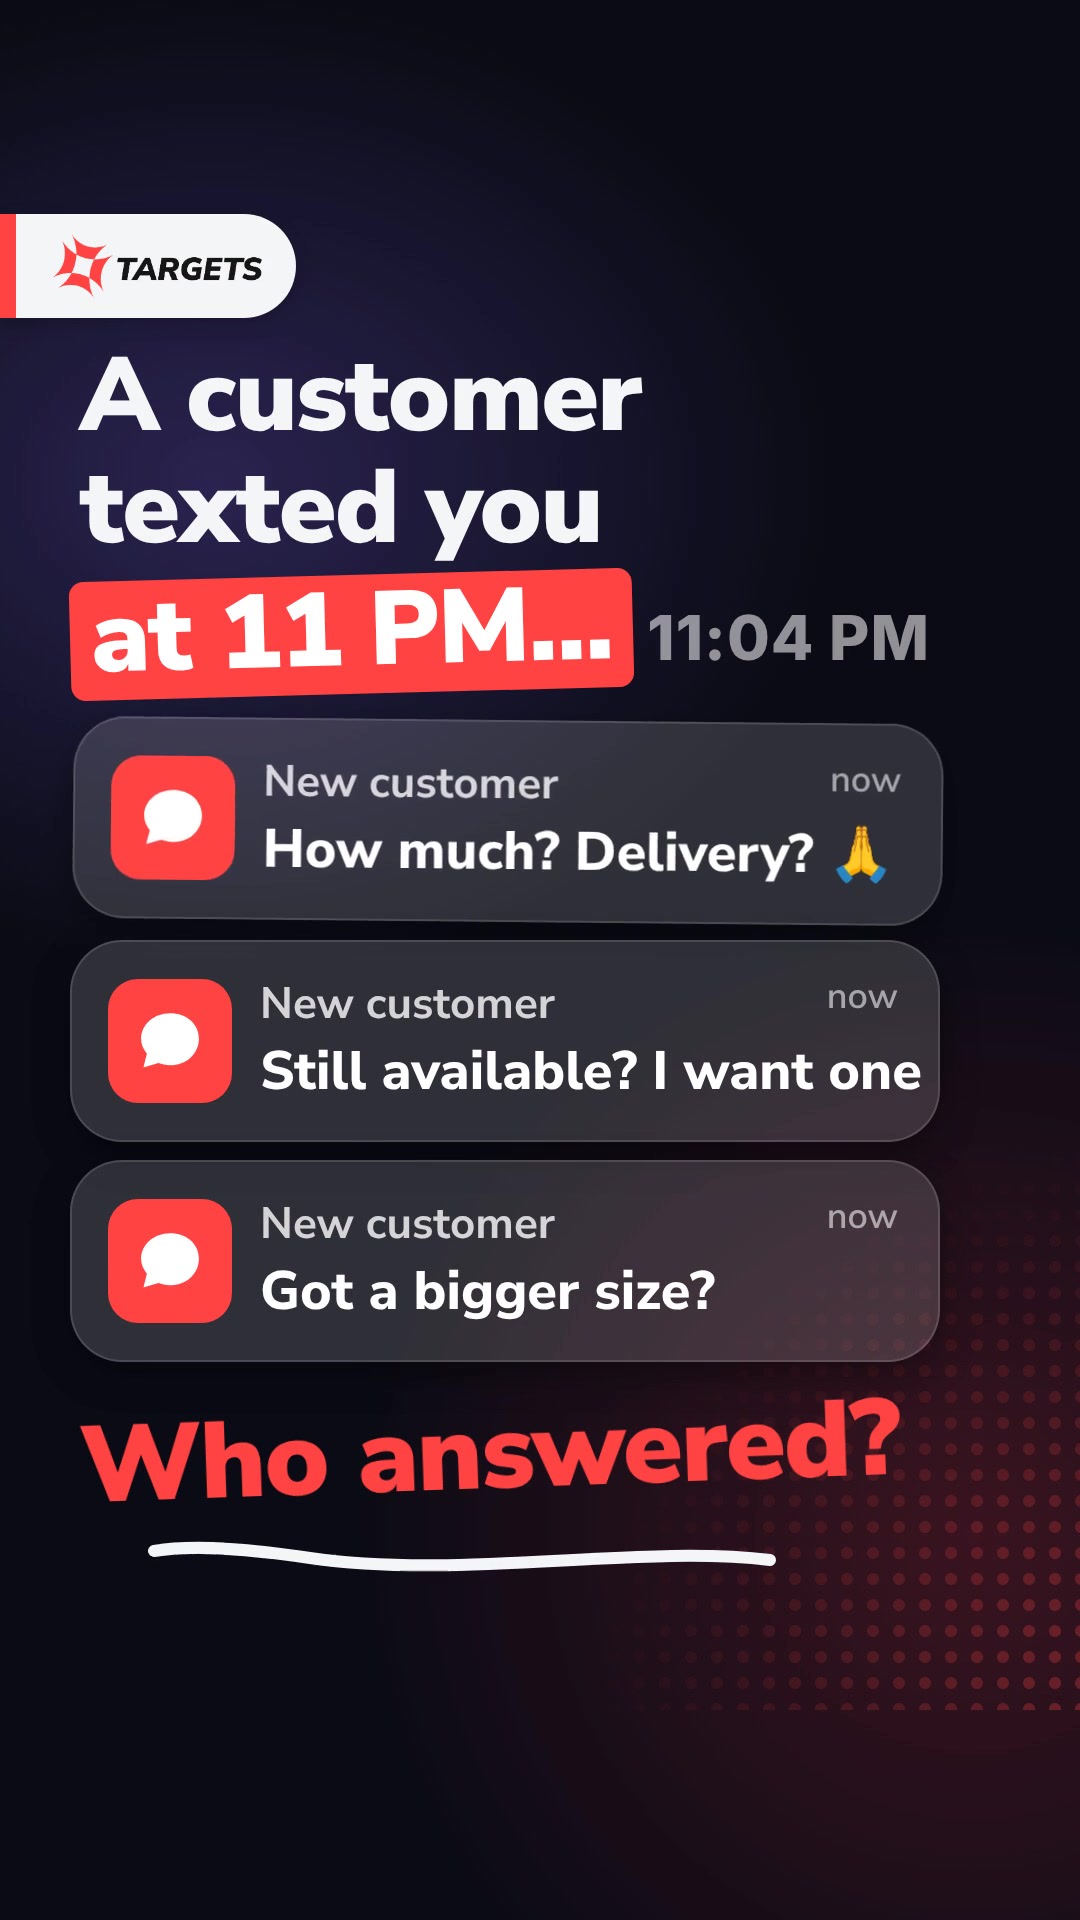 TARGETS
A customer
texted you
at 11 PM...
11:04 PM
New customer
now
How much? Delivery? 🙏
New customer
now
Still available? I want one
New customer
now
Got a bigger size?
Who answered?